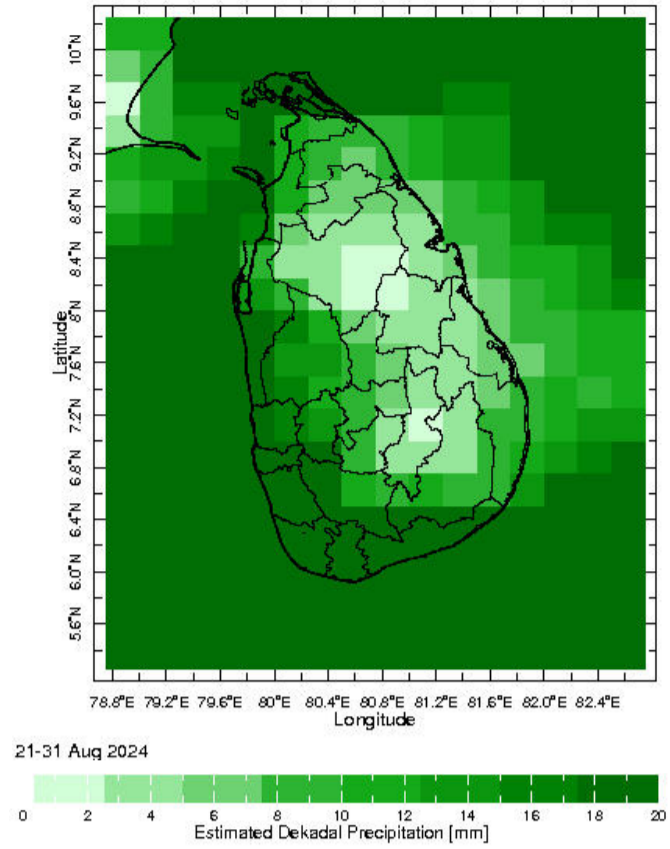 10°N
9.6°N
9.2°N
8.8°N
8.4°N
8°N
7.6°N
7.2°N
6.8°N
6.4°N
6.0°N
5.6°N
Latitude
78.8°E 79.2°E 79.6°E 80°E 80.4°E 80.8°E 81.2°E 81.6°E 82.0°E 82.4°E
Longitude
21-31 Aug 2024
0 2 4 6 8 10 12 14 16 18 20
Estimated Dekadal Precipitation [mm]